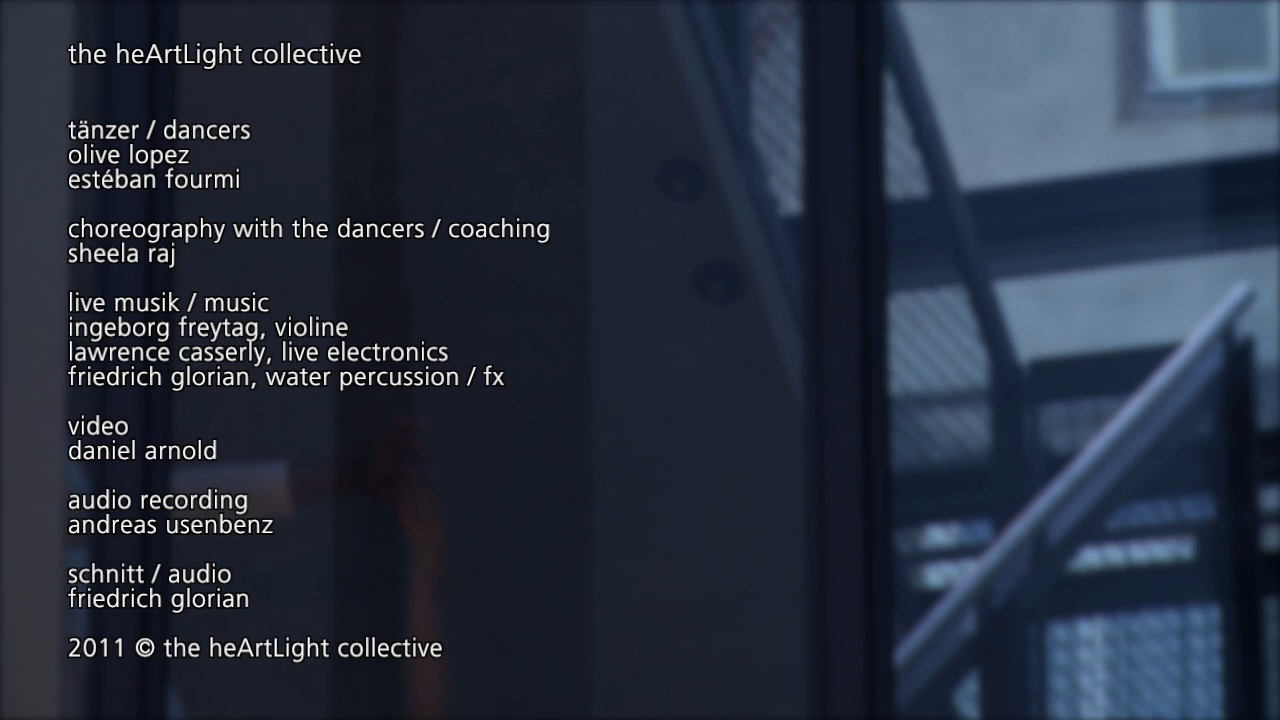 the heArtLight collective
tänzer / dancers
olive lopez
estéban fourmi
choreography with the dancers / coaching
sheela raj
live musik / music
ingeborg freytag, violine
lawrence casserly, live electronics
friedrich glorian, water percussion / fx
video
daniel arnold
audio recording
andreas usenbenz
schnitt / audio
friedrich glorian
2011 © the heArtLight collective